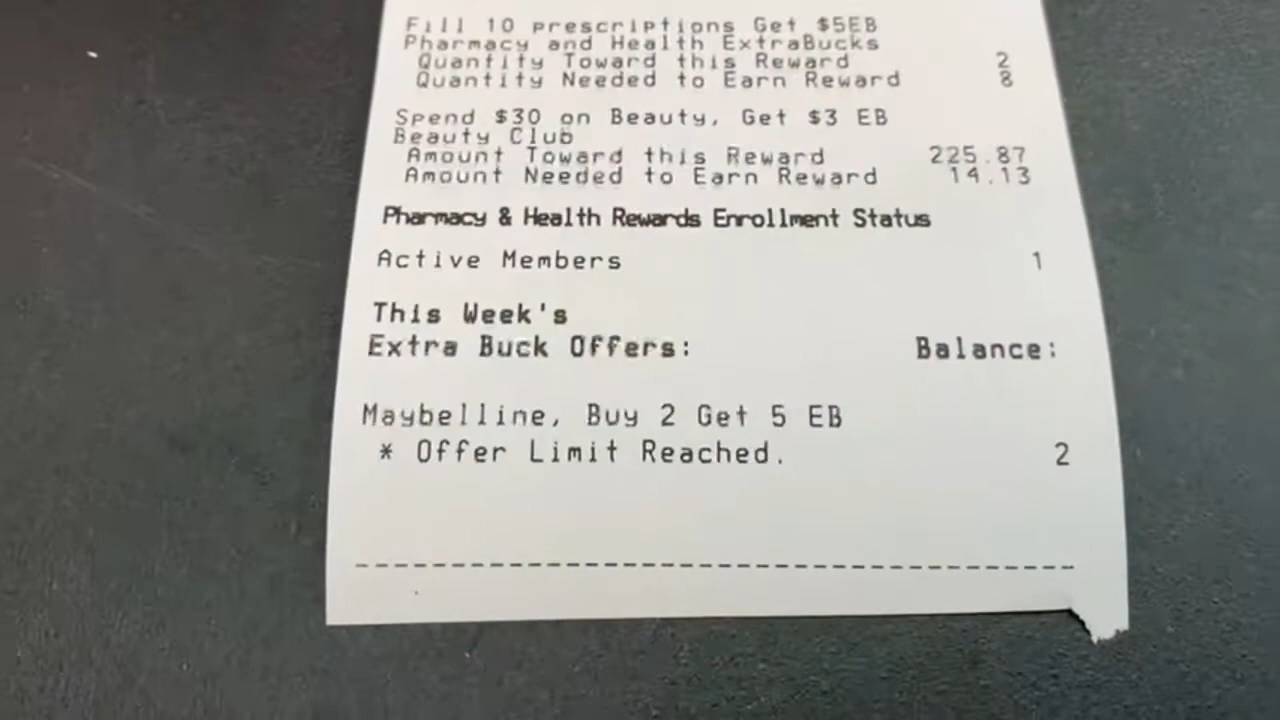 Fill 10 prescriptions Get $5EB
Pharmacy and Health ExtraBucks
Quantity Toward this Reward 2
Quantity Needed to Earn Reward 8
Spend $30 on Beauty, Get $3 EB
Beauty Club
Amount Toward this Reward 225.87
Amount Needed to Earn Reward 14.13
Pharmacy & Health Rewards Enrollment Status
Active Members 1
This Week's
Extra Buck Offers: Balance:
Maybelline, Buy 2 Get 5 EB
* Offer Limit Reached. 2